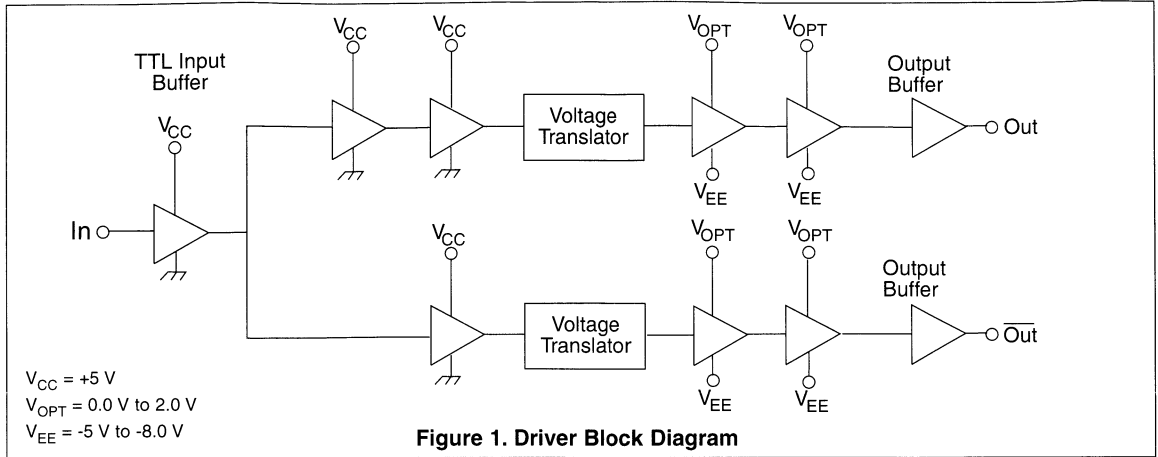 TTL Input
Buffer
VCC
VCC
VCC
VOPT
VOPT
Output
Buffer
Voltage
Translator
Out
VEE
VEE
In
VCC
VOPT
VOPT
Output
Buffer
Voltage
Translator
Out
VEE
VEE
VCC = +5 V
VOPT = 0.0 V to 2.0 V
VEE = -5 V to -8.0 V
Figure 1. Driver Block Diagram